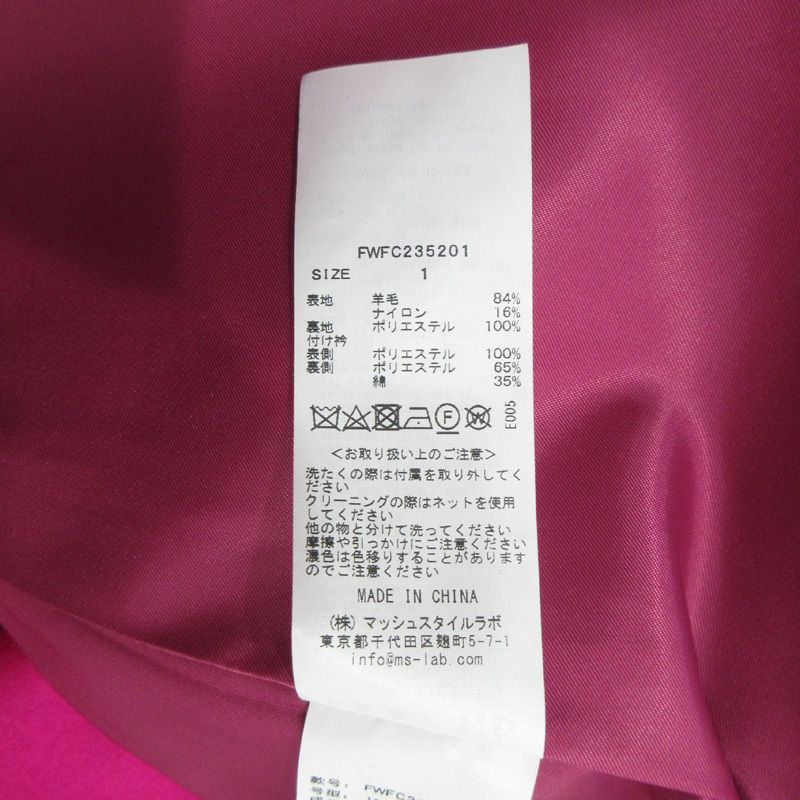 FWFC235201
SIZE 1
表地 羊毛 84%
ナイロン 16%
裏地 ポリエステル 100%
付け衿
表側 ポリエステル 100%
裏側 ポリエステル 65%
綿 35%
F W E005
<お取り扱い上のご注意>
洗たくの際は付属を取り外してく
ださい
クリーニングの際はネットを使用
してください
他の物と分けて洗ってください
摩擦や引っかけにご注意ください
濃色は色移りすることがあります
のでご注意ください
MADE IN CHINA
(株)マッシュスタイルラボ
東京都千代田区麹町5-7-1
info@ms-lab.com
款号:
号型: